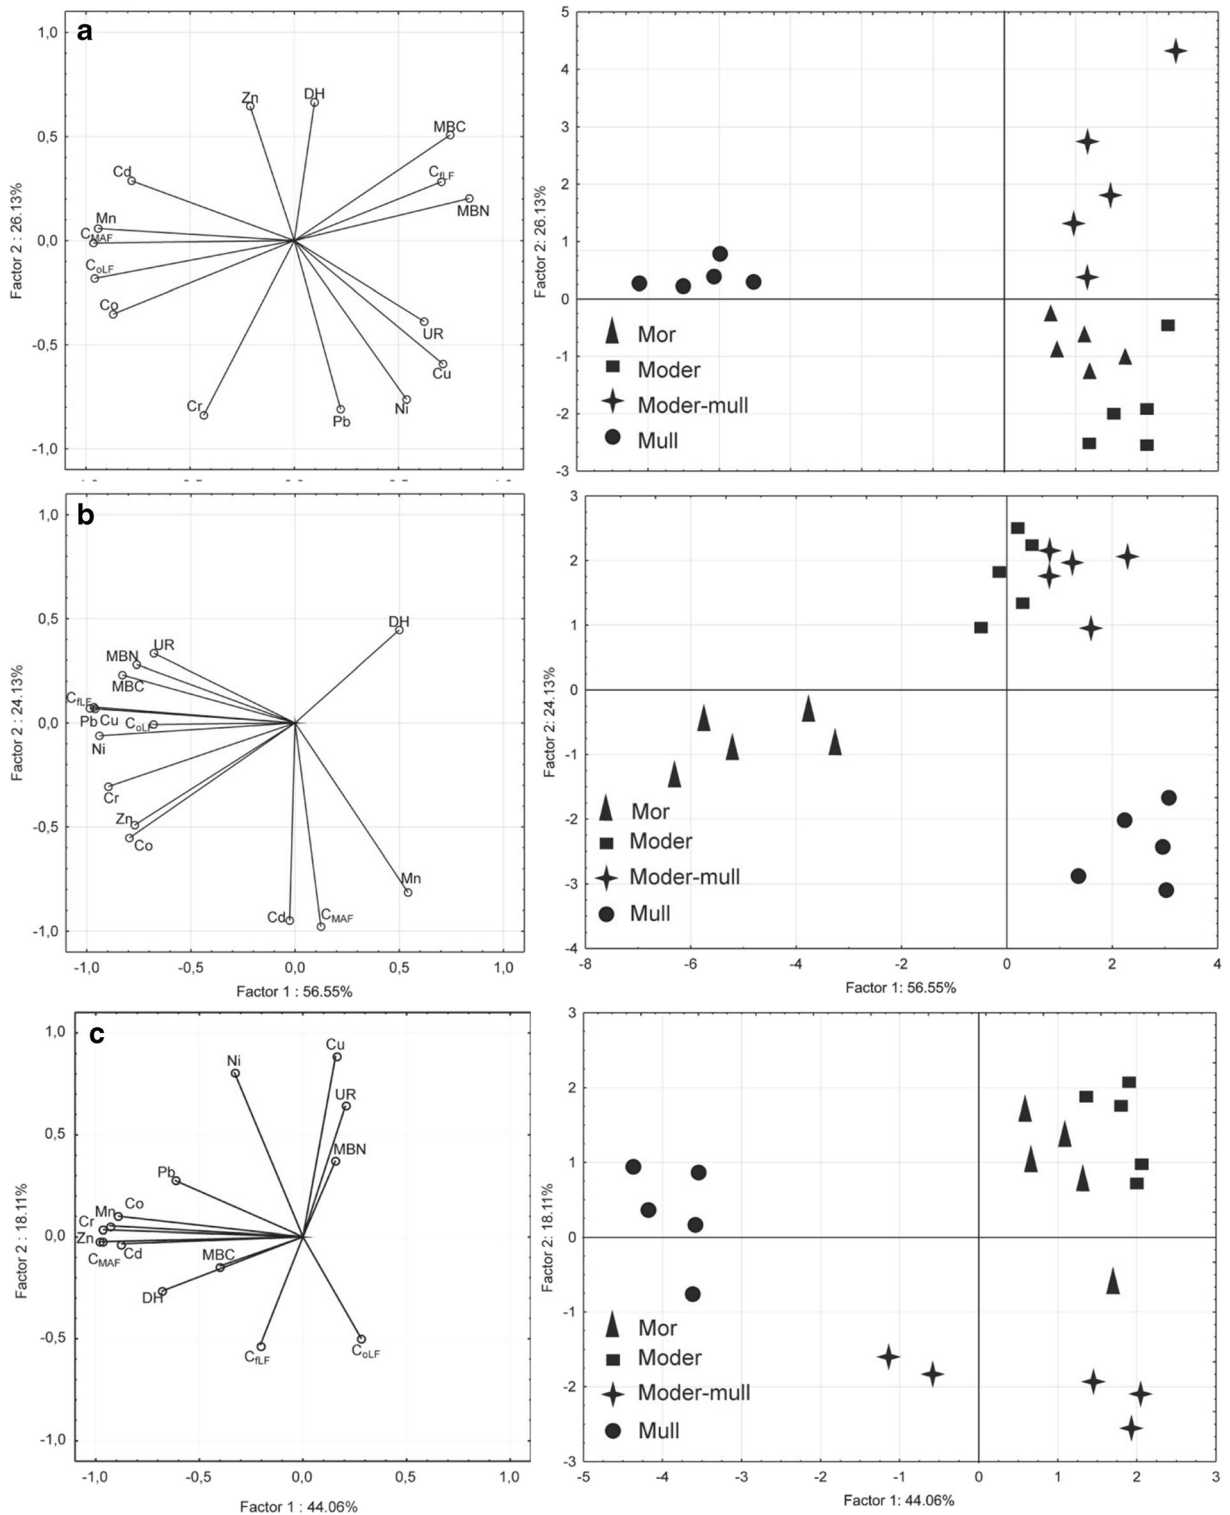 a
1,0
0,5
0,0
-0,5
-1,0
Factor 2 : 26.13%
Zn
DH
MBC
CfLF
MBN
Cd
Mn
CMAF
CoLF
Co
UR
Cu
Ni
Pb
Cr
5
4
3
2
1
0
-1
-2
-3
Factor 2: 26.13%
Mor
Moder
Moder-mull
Mull
b
1,0
0,5
0,0
-0,5
-1,0
Factor 2 : 24.13%
DH
UR
MBN
MBC
CfLF
Pb Cu CoLF
Ni
Cr
Zn
Co
Cd
CMAF
Mn
-1,0 -0,5 0,0 0,5 1,0
Factor 1 : 56.55%
3
2
1
0
-1
-2
-3
-4
Factor 2: 24.13%
Mor
Moder
Moder-mull
Mull
-8 -6 -4 -2 0 2 4
Factor 1: 56.55%
c
1,0
0,5
0,0
-0,5
-1,0
Factor 2 : 18.11%
Ni
Cu
UR
MBN
Pb
Co
Mn
Cr
Zn
CMAF
Cd
MBC
DH
CfLF
CoLF
-1,0 -0,5 0,0 0,5 1,0
Factor 1 : 44.06%
3
2
1
0
-1
-2
-3
Factor 2: 18.11%
Mor
Moder
Moder-mull
Mull
-5 -4 -3 -2 -1 0 1 2 3
Factor 1: 44.06%